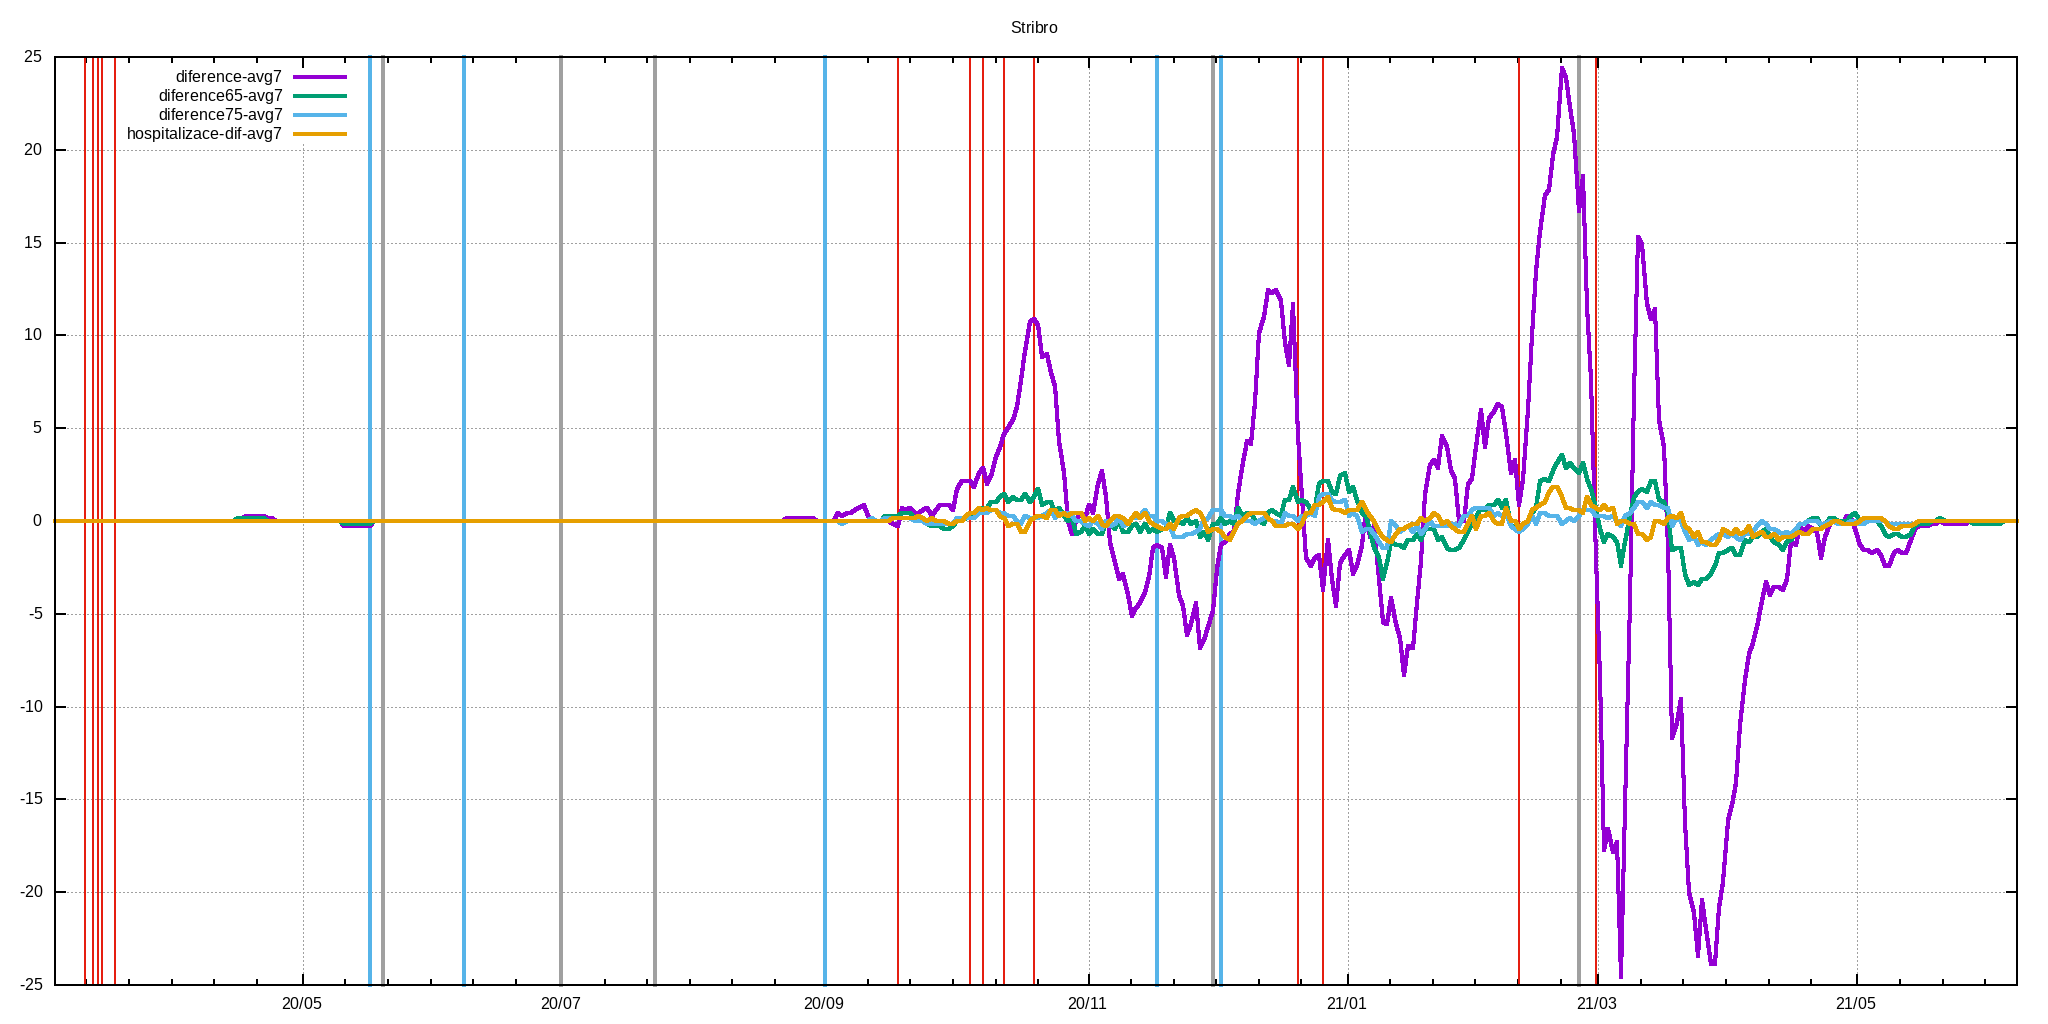 Stribro
diference-avg7
diference65-avg7
diference75-avg7
hospitalizace-dif-avg7
25
20
15
10
5
0
-5
-10
-15
-20
-25
20/05 20/07 20/09 20/11 21/01 21/03 21/05